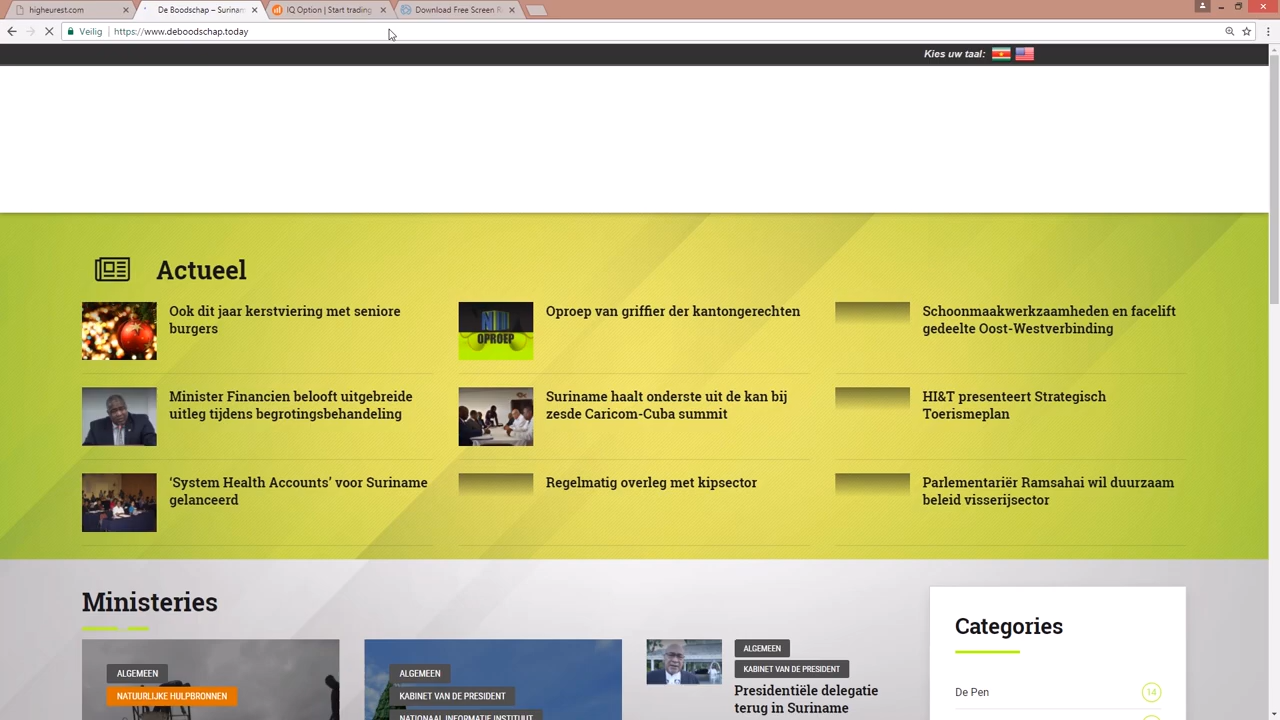 higheurest.com
De Boodschap – Surinam
IQ Option | Start trading
Download Free Screen R
Veilig
https://www.deboodschap.today
Kies uw taal:
Actueel
Ook dit jaar kerstviering met seniore
burgers
Oproep van griffier der kantongerechten
OPROEP
Schoonmaakwerkzaamheden en facelift
gedeelte Oost-Westverbinding
Minister Financien belooft uitgebreide
uitleg tijdens begrotingsbehandeling
Suriname haalt onderste uit de kan bij
zesde Caricom-Cuba summit
HI&T presenteert Strategisch
Toerismeplan
‘System Health Accounts’ voor Suriname
gelanceerd
Regelmatig overleg met kipsector
Parlementariër Ramsahai wil duurzaam
beleid visserijsector
Ministeries
ALGEMEEN
NATUURLIJKE HULPBRONNEN
ALGEMEEN
KABINET VAN DE PRESIDENT
NATIONAAL INFORMATIE INSTITUUT
ALGEMEEN
KABINET VAN DE PRESIDENT
Presidentiële delegatie
terug in Suriname
Categories
De Pen
14